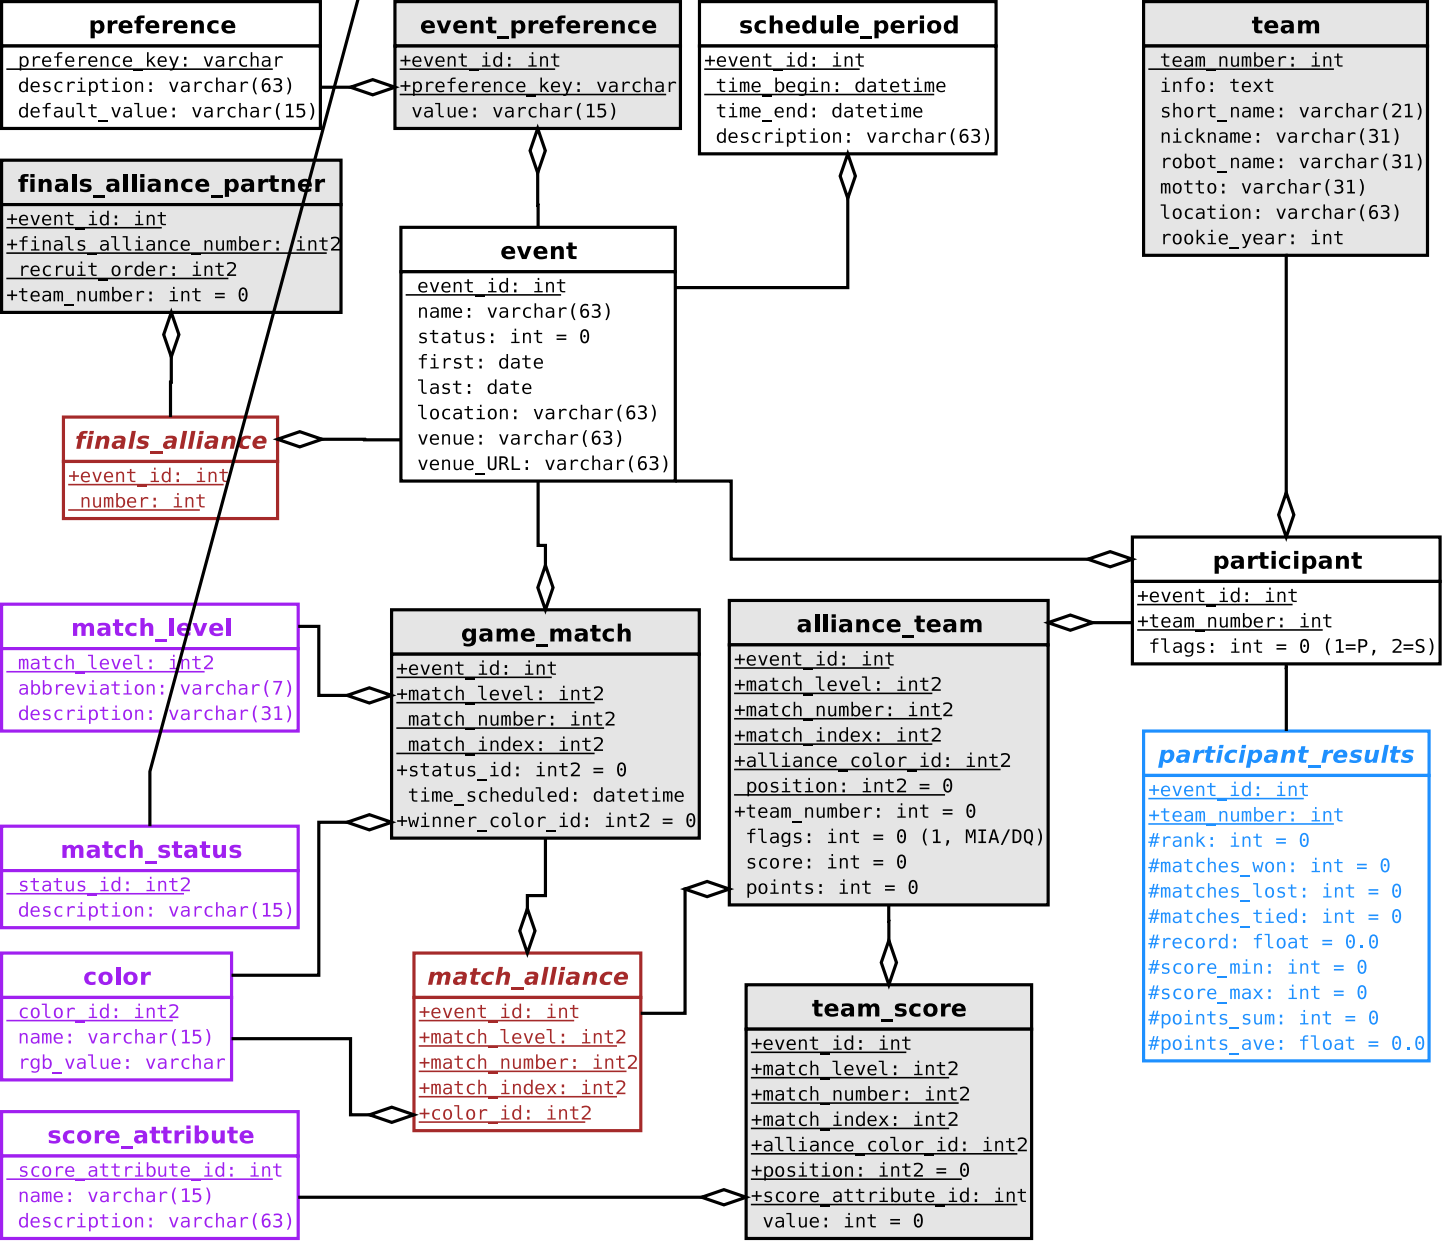 preference
preference_key: varchar
description: varchar(63)
default_value: varchar(15)
event_preference
+event_id: int
+preference_key: varchar
value: varchar(15)
schedule_period
+event_id: int
time_begin: datetime
time_end: datetime
description: varchar(63)
team
team_number: int
info: text
short_name: varchar(21)
nickname: varchar(31)
robot_name: varchar(31)
motto: varchar(31)
location: varchar(63)
rookie_year: int
finals_alliance_partner
+event_id: int
+finals_alliance_number: int2
recruit_order: int2
+team_number: int = 0
event
event_id: int
name: varchar(63)
status: int = 0
first: date
last: date
location: varchar(63)
venue: varchar(63)
venue_URL: varchar(63)
finals_alliance
+event_id: int
number: int
participant
+event_id: int
+team_number: int
flags: int = 0 (1=P, 2=S)
match_level
match_level: int2
abbreviation: varchar(7)
description: varchar(31)
game_match
+event_id: int
+match_level: int2
match_number: int2
match_index: int2
+status_id: int2 = 0
time_scheduled: datetime
+winner_color_id: int2 = 0
alliance_team
+event_id: int
+match_level: int2
+match_number: int2
+match_index: int2
+alliance_color_id: int2
position: int2 = 0
+team_number: int = 0
flags: int = 0 (1, MIA/DQ)
score: int = 0
points: int = 0
participant_results
+event_id: int
+team_number: int
#rank: int = 0
#matches_won: int = 0
#matches_lost: int = 0
#matches_tied: int = 0
#record: float = 0.0
#score_min: int = 0
#score_max: int = 0
#points_sum: int = 0
#points_ave: float = 0.0
match_status
status_id: int2
description: varchar(15)
color
color_id: int2
name: varchar(15)
rgb_value: varchar
match_alliance
+event_id: int
+match_level: int2
+match_number: int2
+match_index: int2
+color_id: int2
team_score
+event_id: int
+match_level: int2
+match_number: int2
+match_index: int2
+alliance_color_id: int2
+position: int2 = 0
+score_attribute_id: int
value: int = 0
score_attribute
score_attribute_id: int
name: varchar(15)
description: varchar(63)